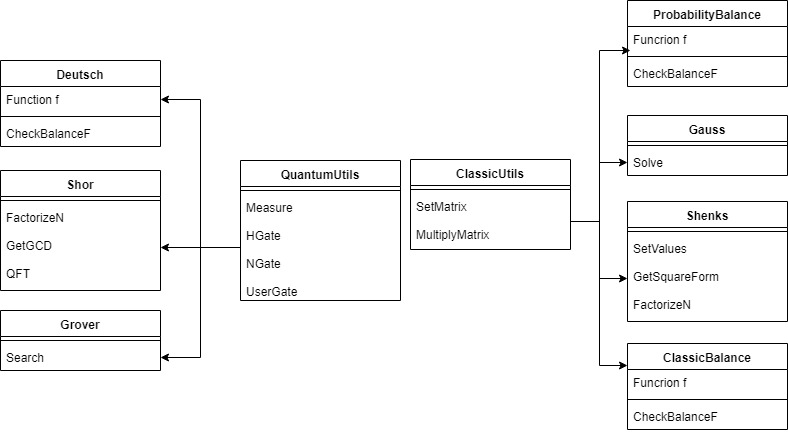 Deutsch
Function f
CheckBalanceF
Shor
FactorizeN
GetGCD
QFT
Grover
Search
QuantumUtils
Measure
HGate
NGate
UserGate
ClassicUtils
SetMatrix
MultiplyMatrix
ProbabilityBalance
Funcrion f
CheckBalanceF
Gauss
Solve
Shenks
SetValues
GetSquareForm
FactorizeN
ClassicBalance
Funcrion f
CheckBalanceF